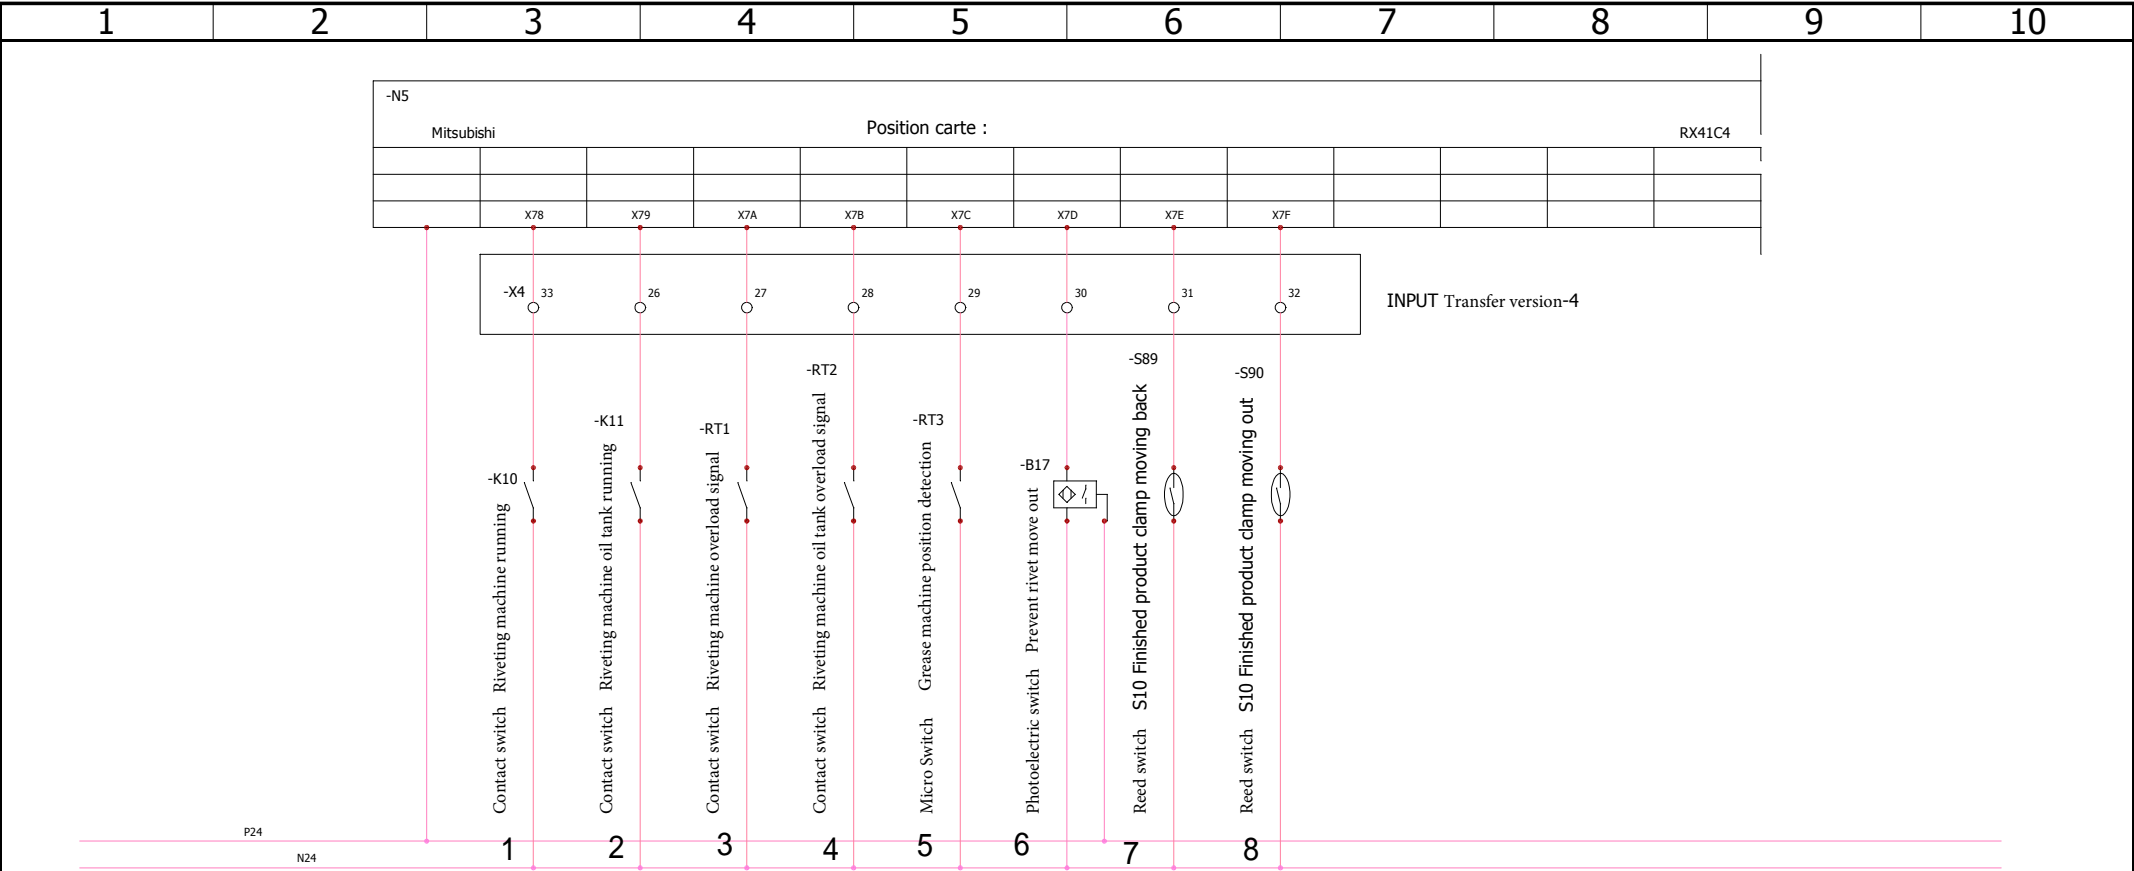 1 2 3 4 5 6 7 8 9 10
-N5
Mitsubishi Position carte : RX41C4
X78 X79 X7A X7B X7C X7D X7E X7F
-X4 33 26 27 28 29 30 31 32
INPUT Transfer version-4
-K10
Contact switch Riveting machine running
-K11
Contact switch Riveting machine oil tank running
-RT1
Contact switch Riveting machine overload signal
-RT2
Contact switch Riveting machine oil tank overload signal
-RT3
Micro Switch Grease machine position detection
-B17
Photoelectric switch Prevent rivet move out
-S89
Reed switch S10 Finished product clamp moving back
-S90
Reed switch S10 Finished product clamp moving out
P24
N24
1 2 3 4 5 6 7 8